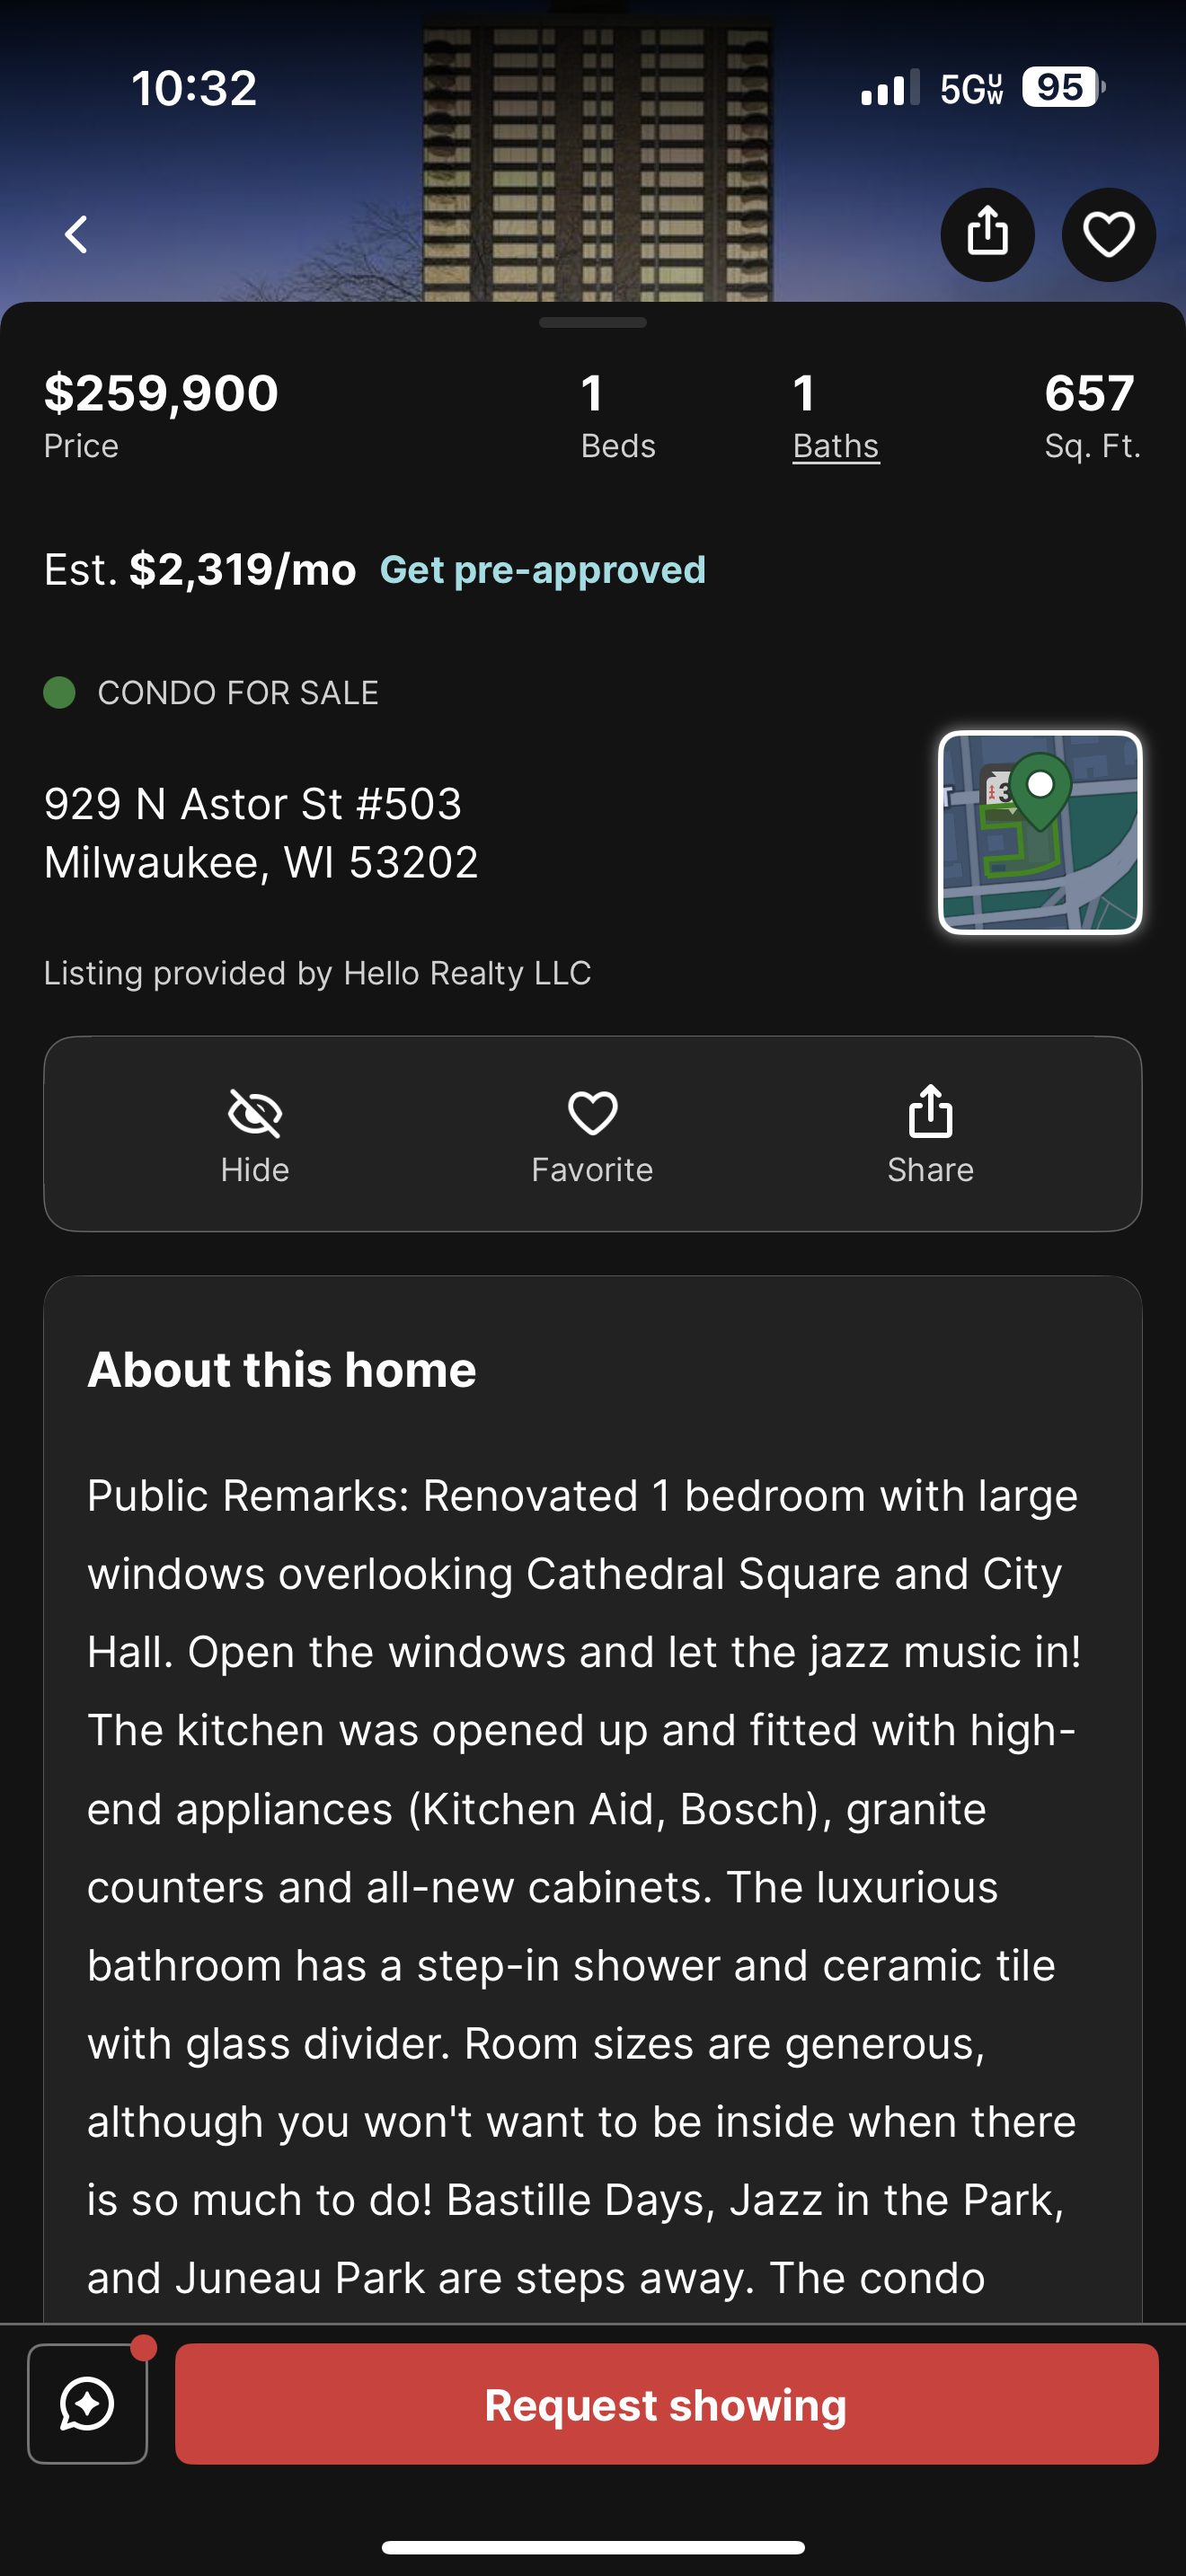 10:32
5GUW
95
$259,900
Price
1
Beds
1
Baths
657
Sq. Ft.
Est. $2,319/mo Get pre-approved
CONDO FOR SALE
929 N Astor St #503
Milwaukee, WI 53202
Listing provided by Hello Realty LLC
Hide
Favorite
Share
About this home
Public Remarks: Renovated 1 bedroom with large
windows overlooking Cathedral Square and City
Hall. Open the windows and let the jazz music in!
The kitchen was opened up and fitted with high-
end appliances (Kitchen Aid, Bosch), granite
counters and all-new cabinets. The luxurious
bathroom has a step-in shower and ceramic tile
with glass divider. Room sizes are generous,
although you won't want to be inside when there
is so much to do! Bastille Days, Jazz in the Park,
and Juneau Park are steps away. The condo
Request showing